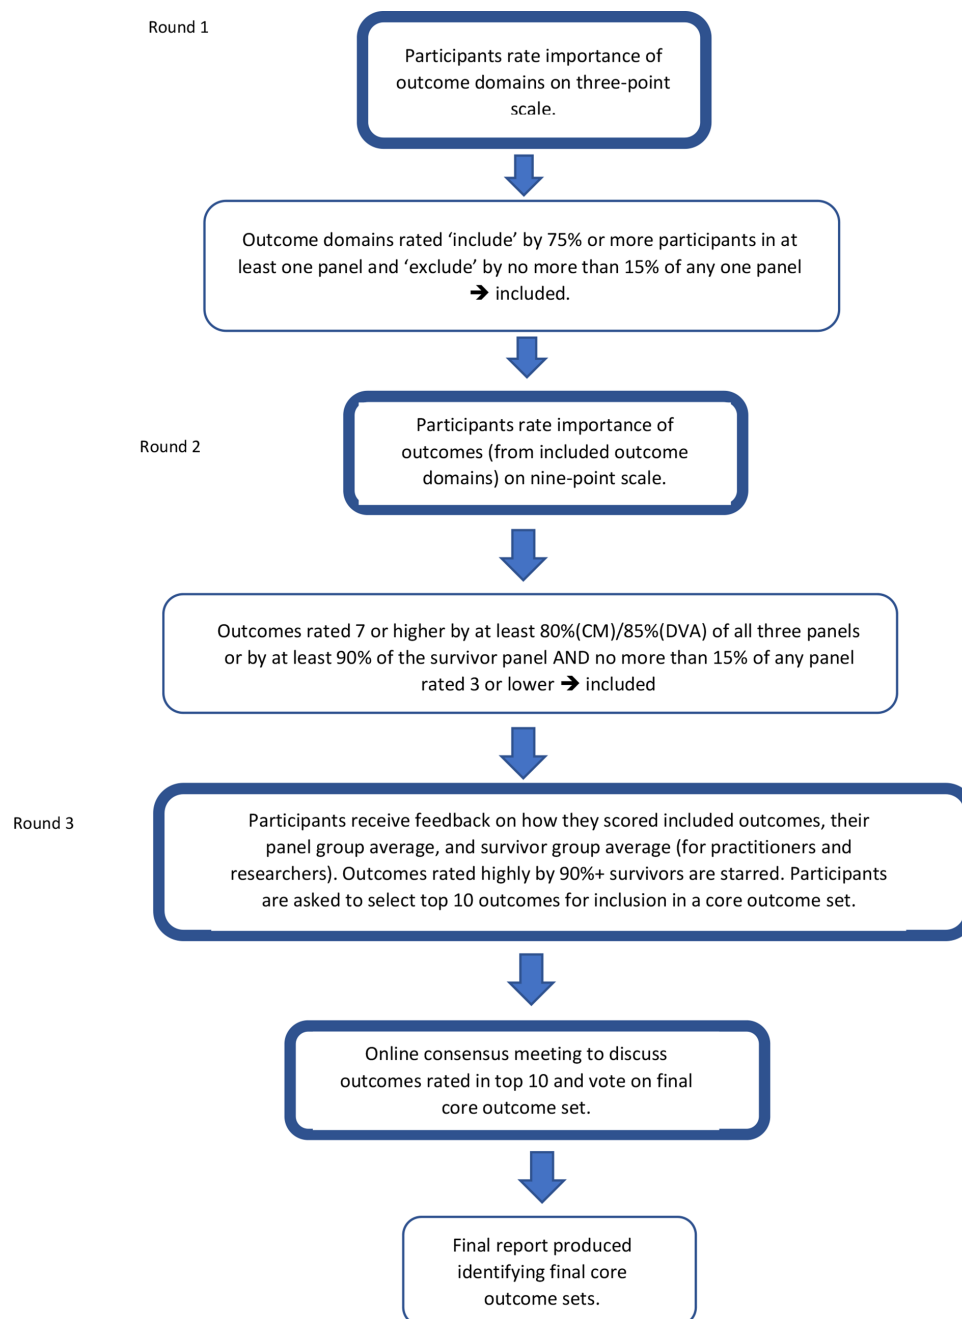 Round 1
Participants rate importance of
outcome domains on three-point
scale.
Outcome domains rated ‘include’ by 75% or more participants in at
least one panel and ‘exclude’ by no more than 15% of any one panel
➔ included.
Round 2
Participants rate importance of
outcomes (from included outcome
domains) on nine-point scale.
Outcomes rated 7 or higher by at least 80%(CM)/85%(DVA) of all three panels
or by at least 90% of the survivor panel AND no more than 15% of any panel
rated 3 or lower ➔ included
Round 3
Participants receive feedback on how they scored included outcomes, their
panel group average, and survivor group average (for practitioners and
researchers). Outcomes rated highly by 90%+ survivors are starred. Participants
are asked to select top 10 outcomes for inclusion in a core outcome set.
Online consensus meeting to discuss
outcomes rated in top 10 and vote on final
core outcome set.
Final report produced
identifying final core
outcome sets.